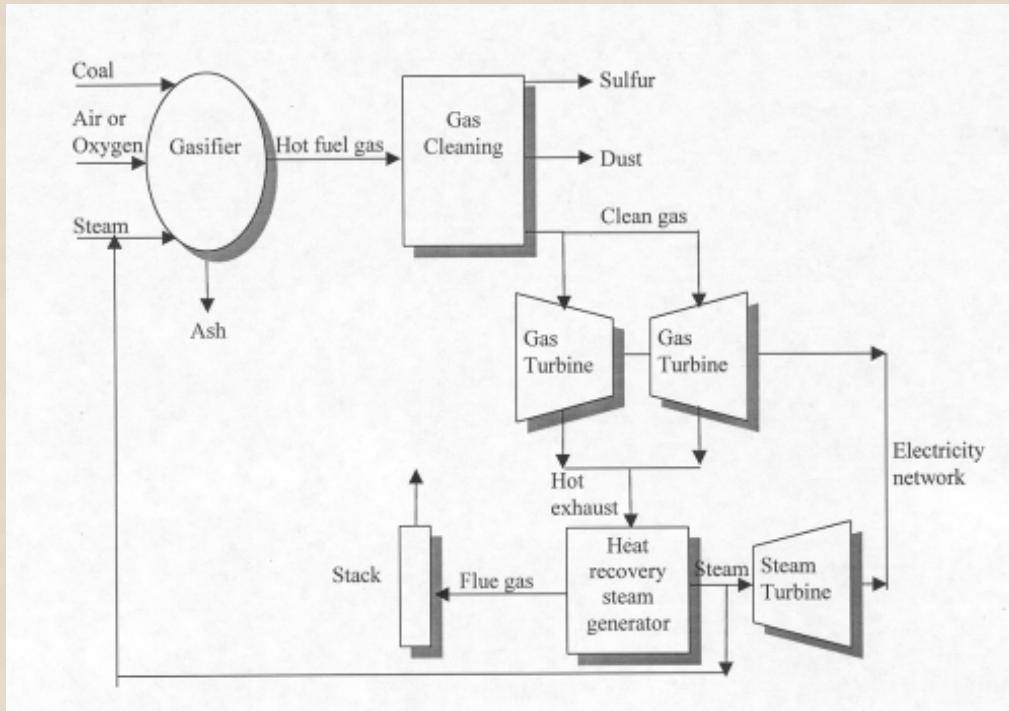 Coal
Air or
Oxygen
Steam
Gasifier
Ash
Hot fuel gas
Gas
Cleaning
Sulfur
Dust
Clean gas
Gas
Turbine
Gas
Turbine
Electricity
network
Hot
exhaust
Heat
recovery
steam
generator
Steam
Steam
Turbine
Flue gas
Stack